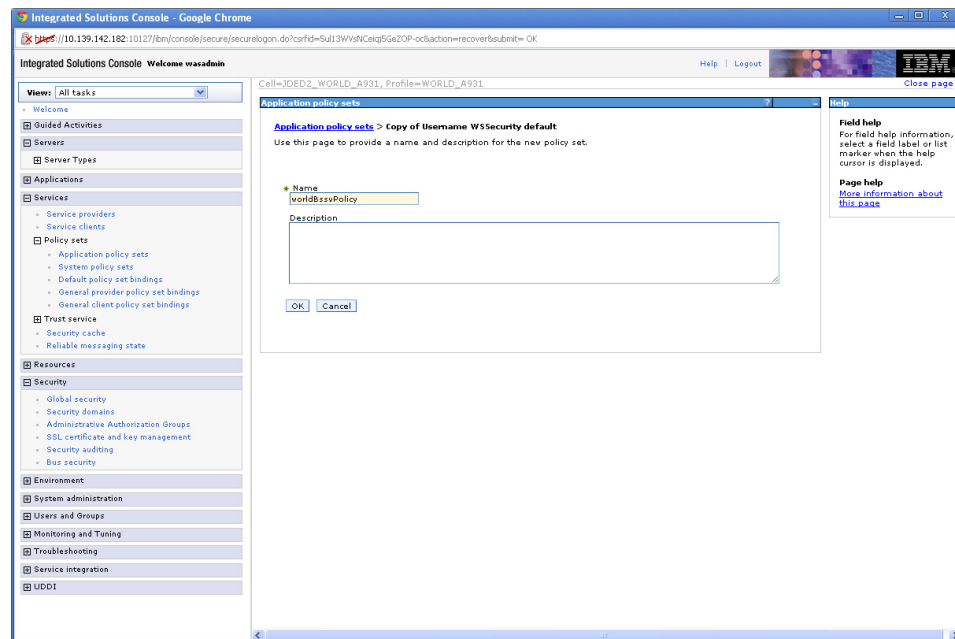 Integrated Solutions Console - Google Chrome
https://10.139.142.182:10127/ibm/console/secure/securelogon.do?csrfid=5ul13WVsNCeiqJ5GeZOP-oc&action=recover&submit= OK
Integrated Solutions Console Welcome wasadmin
Help | Logout
IBM.
View: All tasks
Welcome
Guided Activities
Servers
Server Types
Applications
Services
Service providers
Service clients
Policy sets
Application policy sets
System policy sets
Default policy set bindings
General provider policy set bindings
General client policy set bindings
Trust service
Security cache
Reliable messaging state
Resources
Security
Global security
Security domains
Administrative Authorization Groups
SSL certificate and key management
Security auditing
Bus security
Environment
System administration
Users and Groups
Monitoring and Tuning
Troubleshooting
Service integration
UDDI
Cell=JDED2_WORLD_A931, Profile=WORLD_A931
Close page
Application policy sets
?
Application policy sets > Copy of Username WSSecurity default
Use this page to provide a name and description for the new policy set.
Name
worldBssvPolicy
Description
OK Cancel
Help
Field help
For field help information,
select a field label or list
marker when the help
cursor is displayed.
Page help
More information about
this page